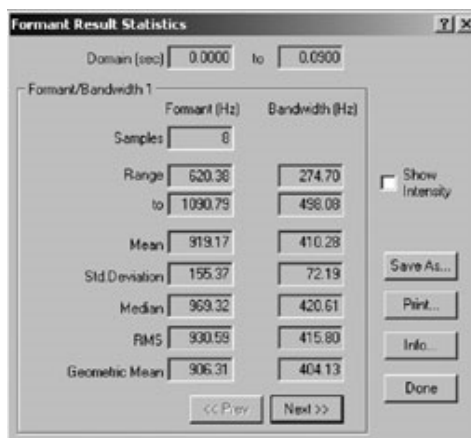 Formant Result Statistics ? X
Domain (sec) 0.0000 to 0.0900
Formant/Bandwidth 1
Formant (Hz) Bandwidth (Hz)
Samples 8
Range 620.38 274.70
to 1090.79 498.08
Mean 919.17 410.28
Std.Deviation 155.37 72.19
Median 969.32 420.61
RMS 930.59 415.80
Geometric Mean 906.31 404.13
<< Prev Next >>
Show
Intensity
Save As...
Print...
Info...
Done